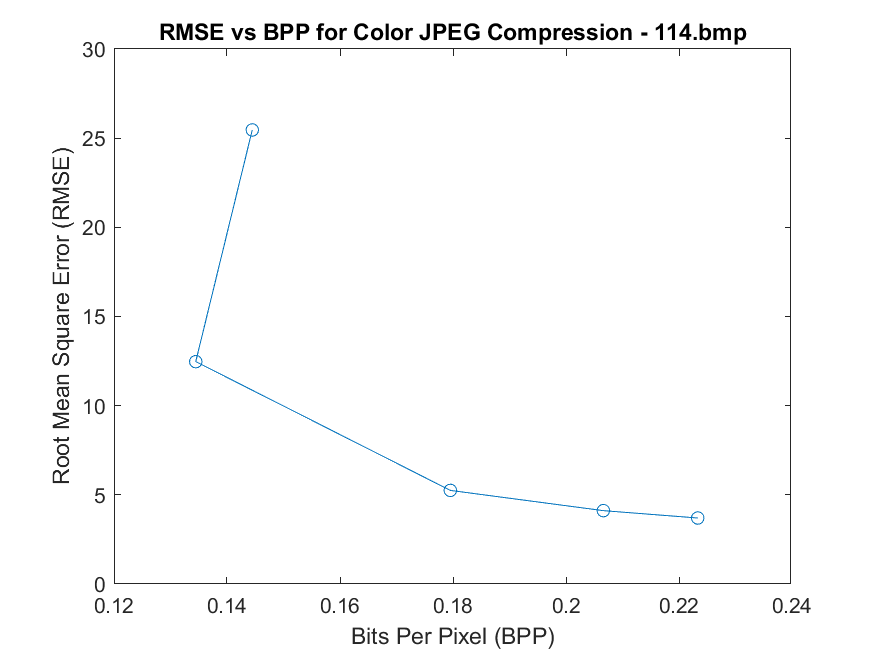 RMSE vs BPP for Color JPEG Compression - 114.bmp
30
25
20
15
10
5
0
Root Mean Square Error (RMSE)
0.12 0.14 0.16 0.18 0.2 0.22 0.24
Bits Per Pixel (BPP)